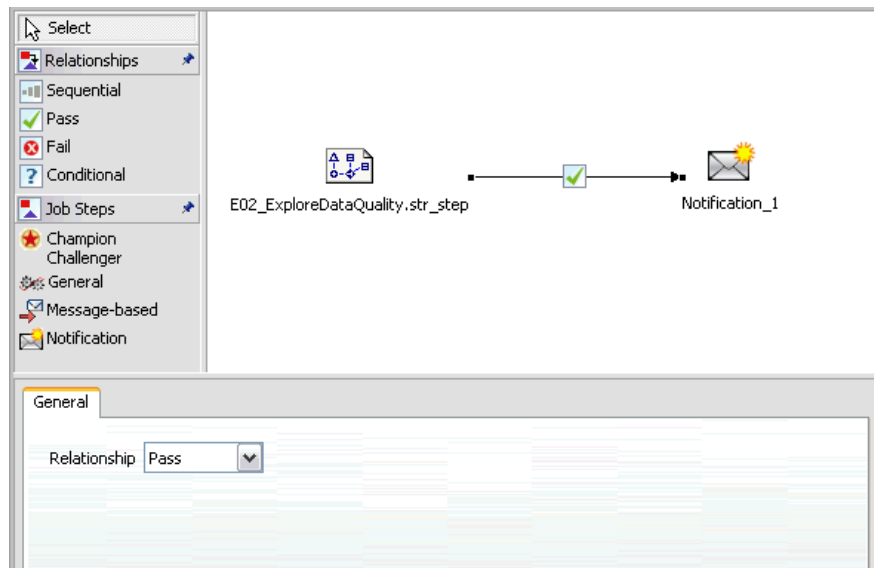 Select
Relationships
Sequential
Pass
Fail
Conditional
Job Steps
Champion
Challenger
General
Message-based
Notification
E02_ExploreDataQuality.str_step
Notification_1
General
Relationship Pass